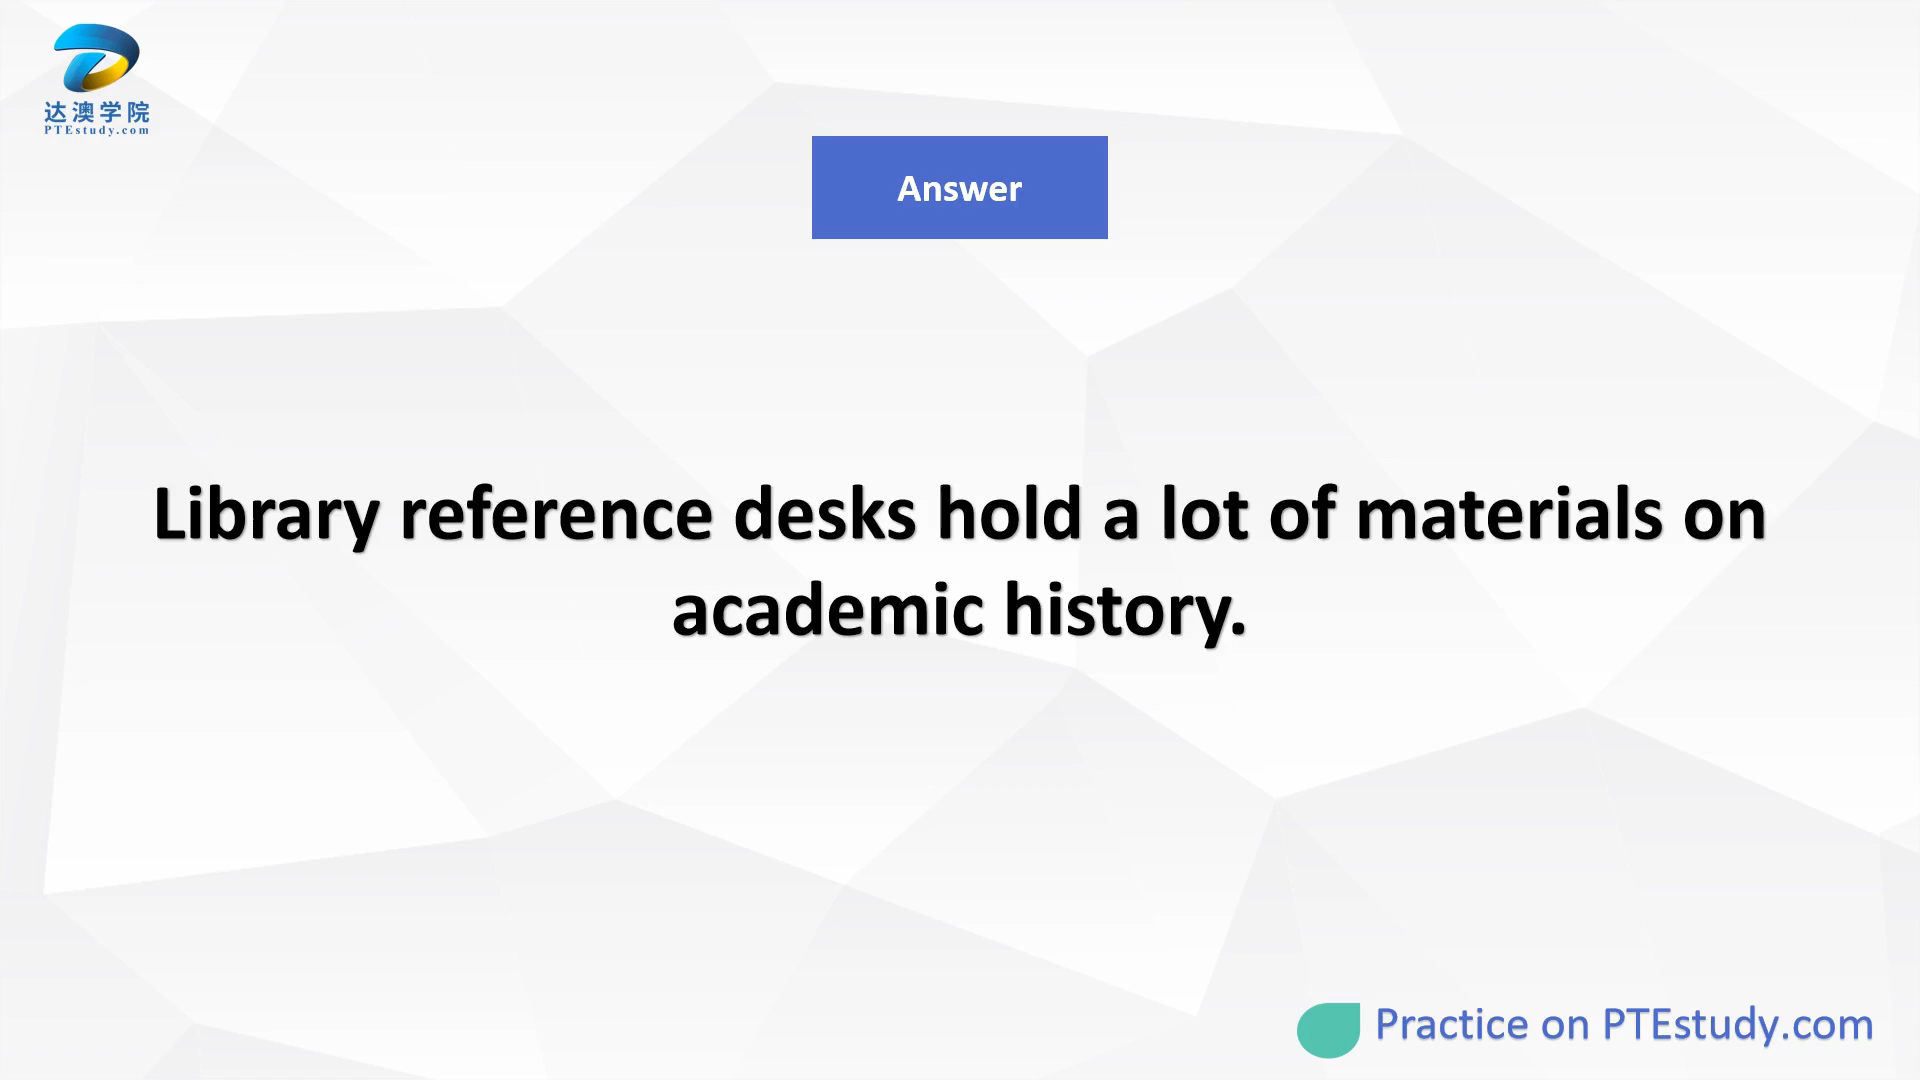 达澳学院
PTEstudy.com
Answer
Library reference desks hold a lot of materials on
academic history.
Practice on PTEstudy.com